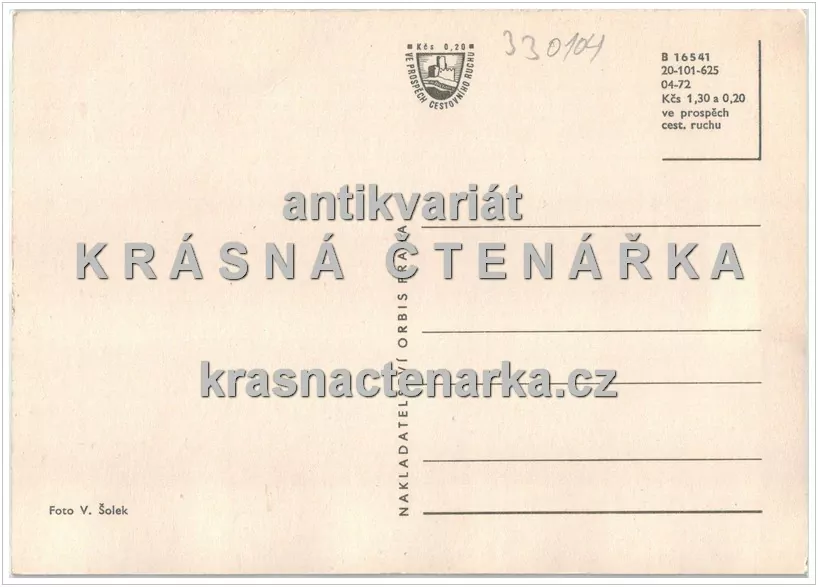 Kčs 0,20
VE PROSPĚCH CESTOVNÍHO RUCHU
330104
B 16541
20-101-625
04-72
Kčs 1,30 a 0,20
ve prospěch
cest. ruchu
antikvariát
KRÁSNÁ ČTENÁŘKA
krasnactenarka.cz
NAKLADATELSTVÍ ORBIS PRAHA
Foto V. Šolek